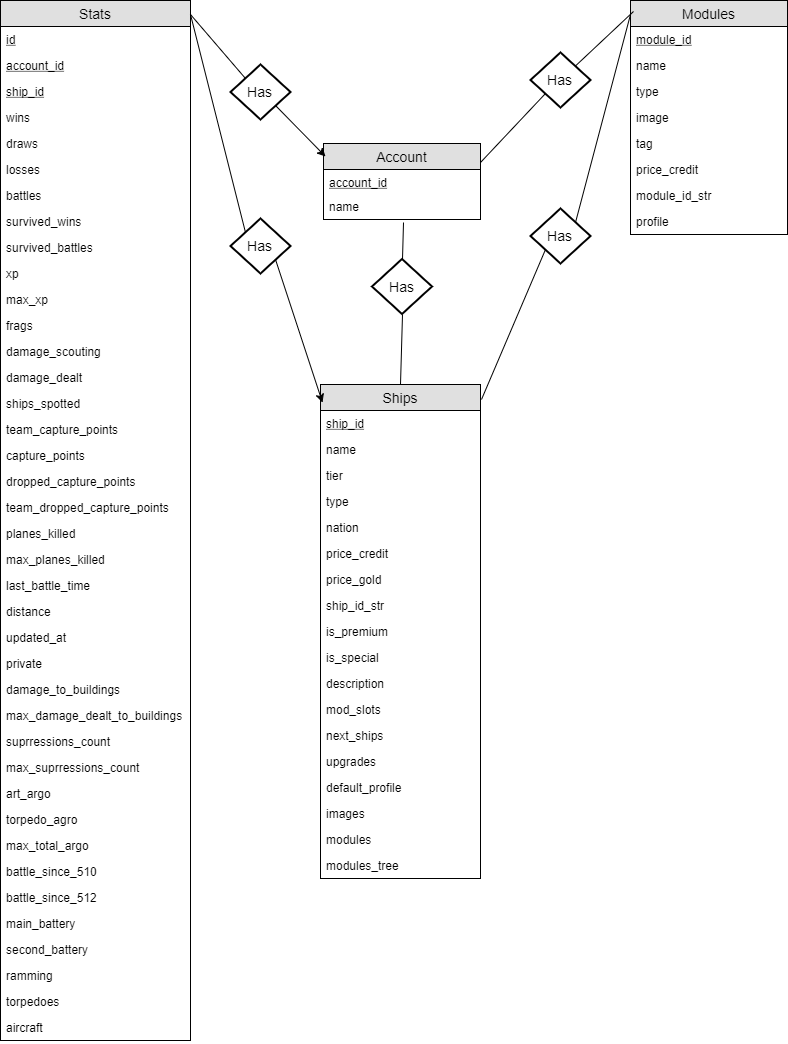 Stats
id
account_id
ship_id
wins
draws
losses
battles
survived_wins
survived_battles
xp
max_xp
frags
damage_scouting
damage_dealt
ships_spotted
team_capture_points
capture_points
dropped_capture_points
team_dropped_capture_points
planes_killed
max_planes_killed
last_battle_time
distance
updated_at
private
damage_to_buildings
max_damage_dealt_to_buildings
suprressions_count
max_suprressions_count
art_argo
torpedo_agro
max_total_argo
battle_since_510
battle_since_512
main_battery
second_battery
ramming
torpedoes
aircraft
Has
Has
Account
account_id
name
Has
Ships
ship_id
name
tier
type
nation
price_credit
price_gold
ship_id_str
is_premium
is_special
description
mod_slots
next_ships
upgrades
default_profile
images
modules
modules_tree
Has
Has
Modules
module_id
name
type
image
tag
price_credit
module_id_str
profile